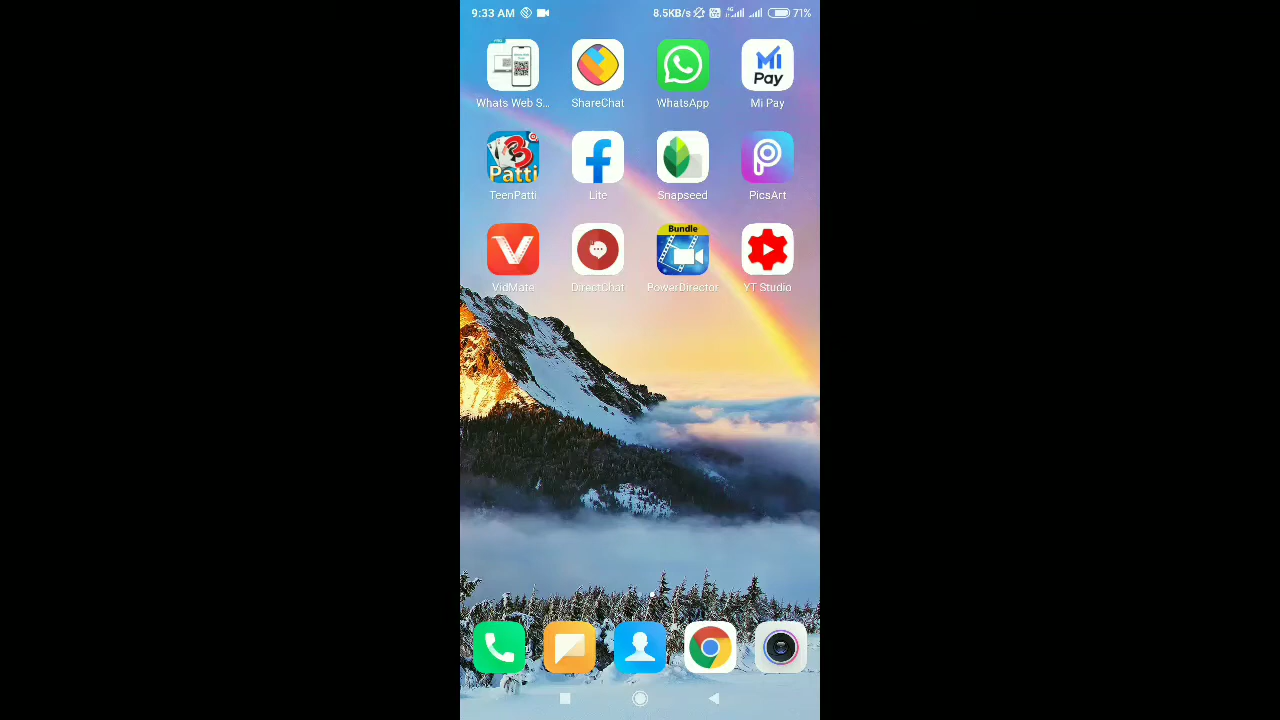 9:33 AM 8.5KB/s 4G 71%
Whats Web S... ShareChat WhatsApp Mi Pay
Mi
Pay
3
Patti
TeenPatti Lite Snapseed PicsArt
Bundle
VidMate DirectChat PowerDirector YT Studio